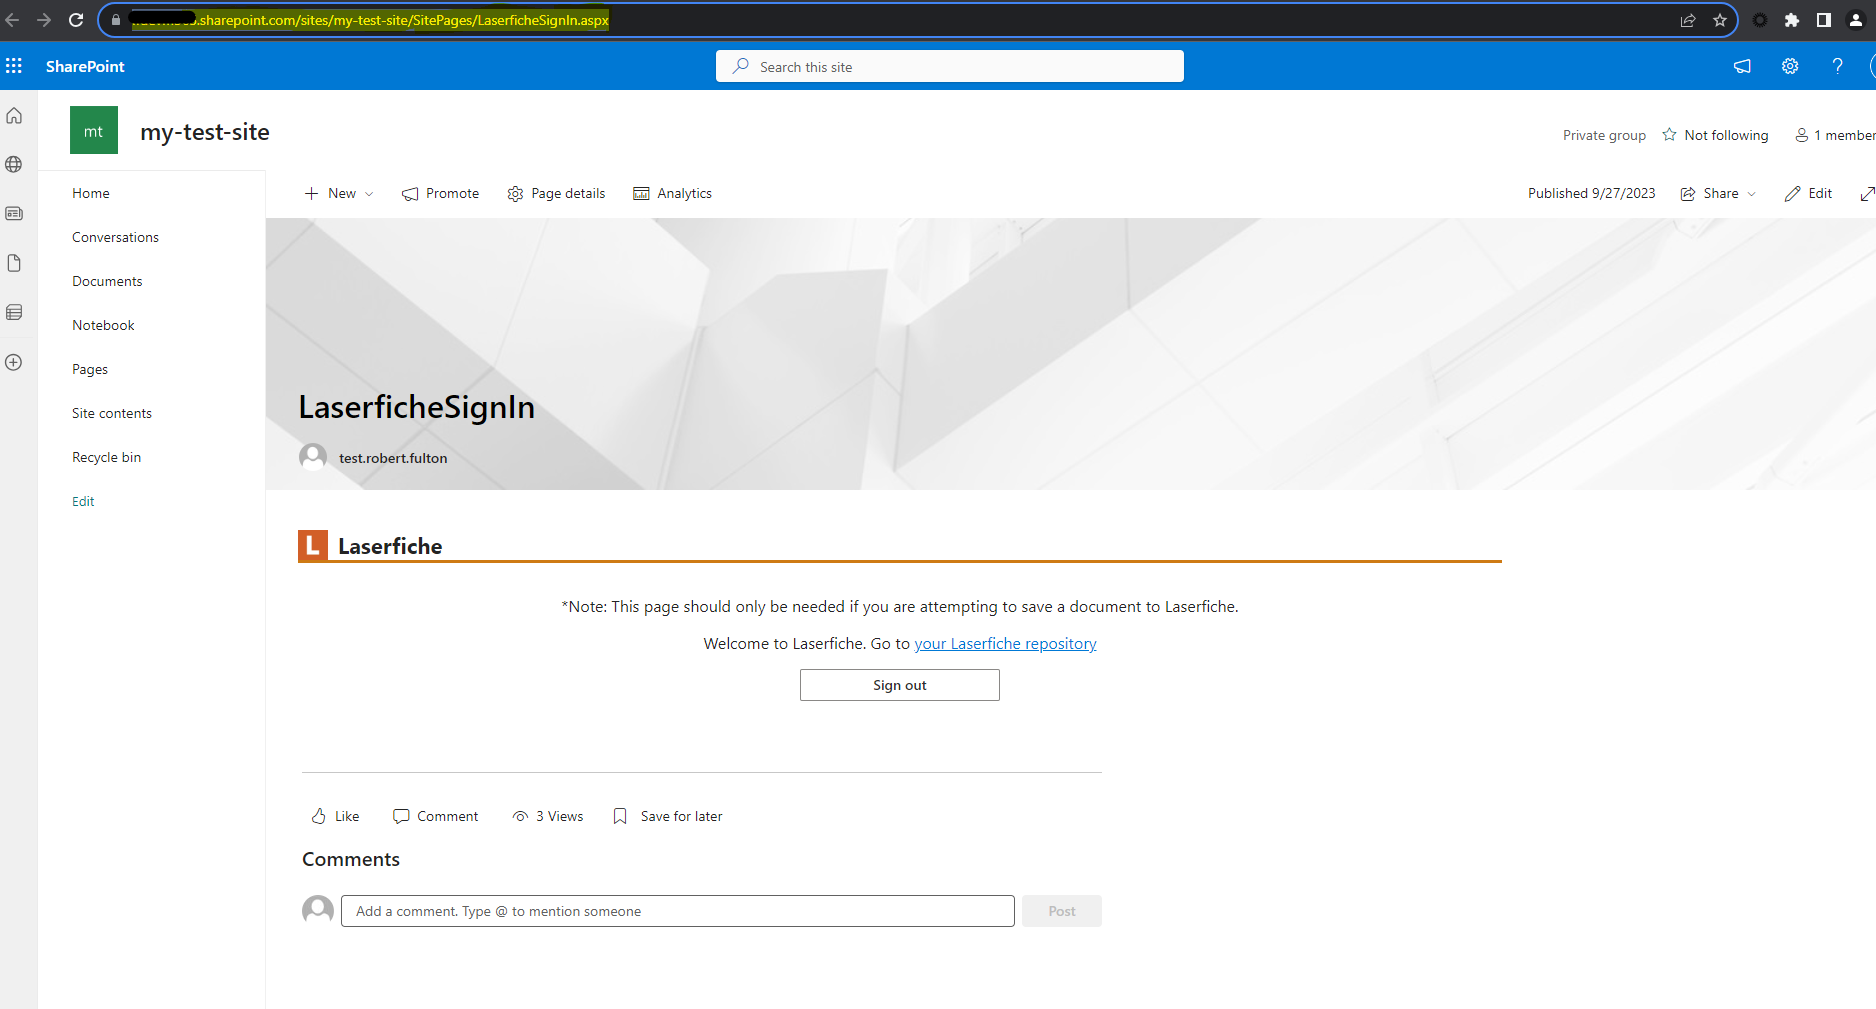 .sharepoint.com/sites/my-test-site/SitePages/LaserficheSignIn.aspx
SharePoint
Search this site
mt
my-test-site
Private group
Not following
1 member
Home
Conversations
Documents
Notebook
Pages
Site contents
Recycle bin
Edit
New
Promote
Page details
Analytics
Published 9/27/2023
Share
Edit
LaserficheSignIn
test.robert.fulton
L
Laserfiche
*Note: This page should only be needed if you are attempting to save a document to Laserfiche.
Welcome to Laserfiche. Go to your Laserfiche repository
Sign out
Like
Comment
3 Views
Save for later
Comments
Add a comment. Type @ to mention someone
Post